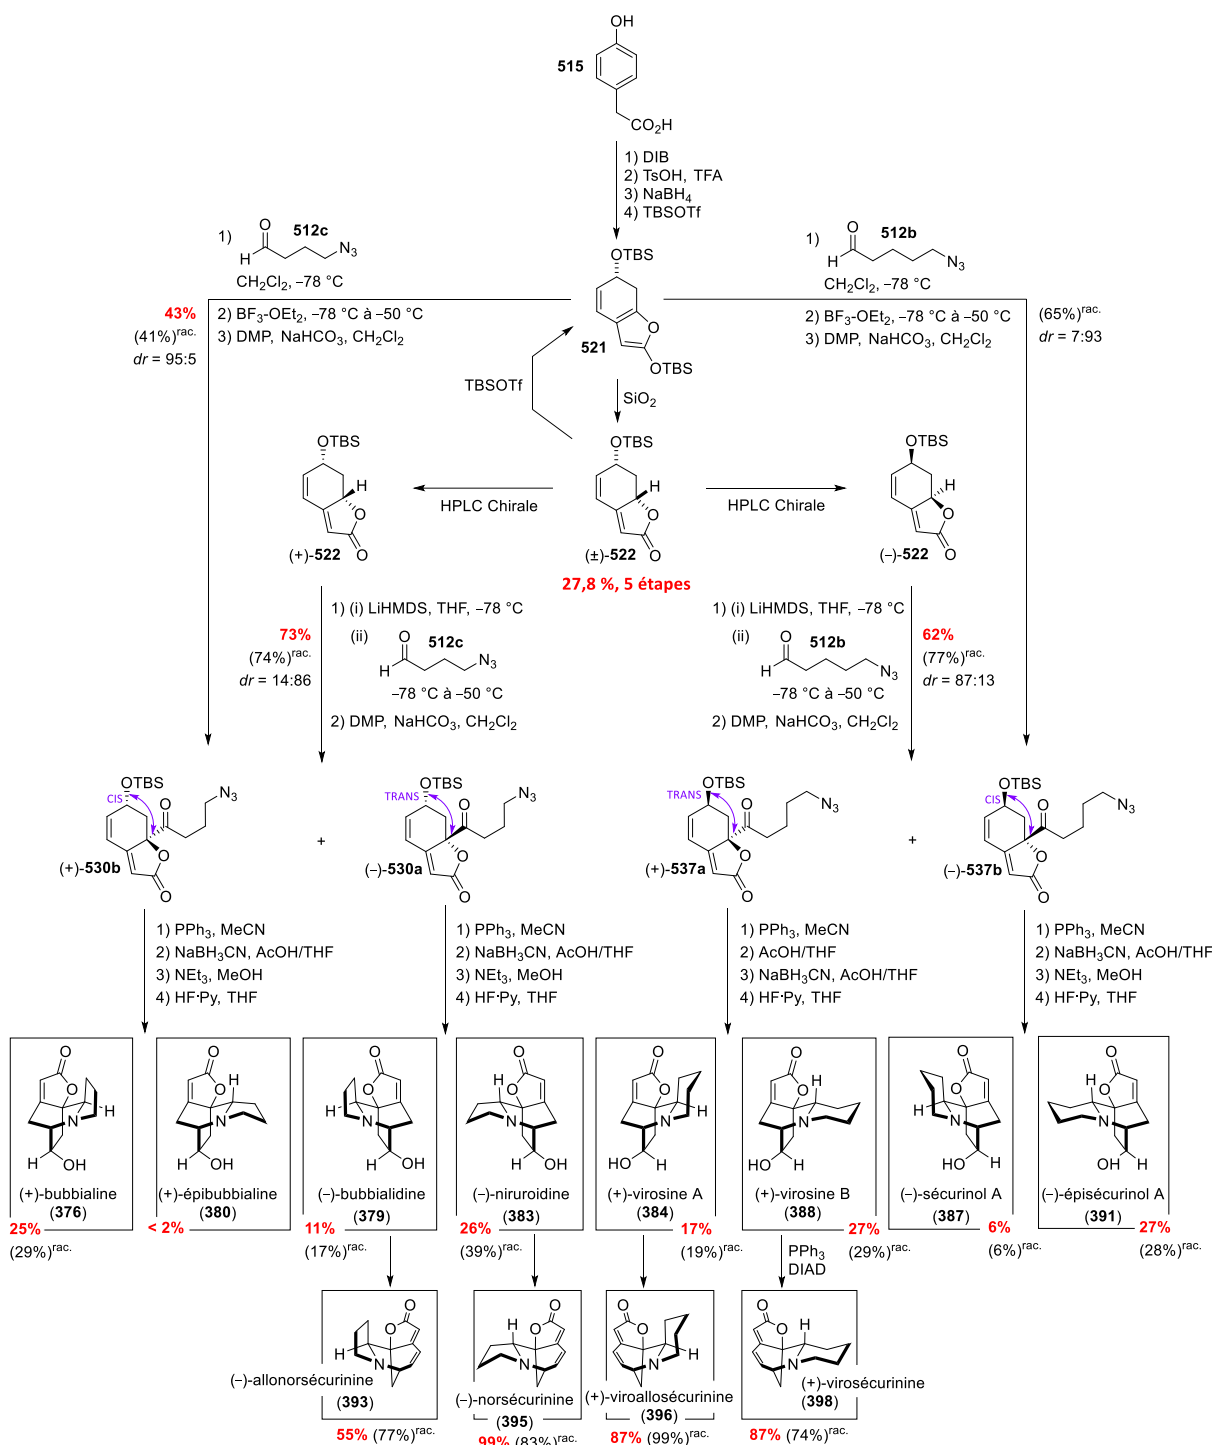 OH
515
CO2H
1) DIB
2) TsOH, TFA
3) NaBH4
4) TBSOTf
1)
O
H
512c
N3
CH2Cl2, –78 °C
2) BF3-OEt2, –78 °C à –50 °C
3) DMP, NaHCO3, CH2Cl2
43%
(41%)rac.
dr = 95:5
1)
O
H
512b
N3
CH2Cl2, –78 °C
2) BF3-OEt2, –78 °C à –50 °C
3) DMP, NaHCO3, CH2Cl2
(65%)rac.
dr = 7:93
OTBS
O
521
OTBS
TBSOTf
SiO2
OTBS
H
O
O
(+)-522
HPLC Chirale
OTBS
H
O
O
(±)-522
27,8 %, 5 étapes
HPLC Chirale
OTBS
H
O
O
(–)-522
1) (i) LiHMDS, THF, –78 °C
(ii)
O
H
512c
N3
–78 °C à –50 °C
2) DMP, NaHCO3, CH2Cl2
73%
(74%)rac.
dr = 14:86
1) (i) LiHMDS, THF, –78 °C
(ii)
O
H
512b
N3
–78 °C à –50 °C
2) DMP, NaHCO3, CH2Cl2
62%
(77%)rac.
dr = 87:13
OTBS
CIS
O
N3
O
O
(+)-530b
+
OTBS
TRANS
O
N3
O
O
(–)-530a
OTBS
TRANS
O
N3
O
O
(+)-537a
+
OTBS
CIS
O
N3
O
O
(–)-537b
1) PPh3, MeCN
2) NaBH3CN, AcOH/THF
3) NEt3, MeOH
4) HF·Py, THF
1) PPh3, MeCN
2) NaBH3CN, AcOH/THF
3) NEt3, MeOH
4) HF·Py, THF
1) PPh3, MeCN
2) AcOH/THF
3) NaBH3CN, AcOH/THF
4) HF·Py, THF
1) PPh3, MeCN
2) NaBH3CN, AcOH/THF
3) NEt3, MeOH
4) HF·Py, THF
O
O
H
N
H
OH
(+)-bubbialine
(376)
25%
(29%)rac.
O
O
H
N
H
OH
(+)-épibubbialine
(380)
< 2%
O
O
H
N
H
OH
(–)-bubbialidine
(379)
11%
(17%)rac.
O
O
H
N
H
OH
(–)-niruroidine
(383)
26%
(39%)rac.
O
O
H
N
HO
H
(+)-virosine A
(384)
17%
(19%)rac.
O
O
H
N
HO
H
(+)-virosine B
(388)
27%
(29%)rac.
O
O
H
N
HO
H
(–)-sécurinol A
(387)
6%
(6%)rac.
O
O
H
N
HO
H
(–)-épisécurinol A
(391)
27%
(28%)rac.
PPh3
DIAD
O
O
H
N
(–)-allonorsécurinine
(393)
55% (77%)rac.
O
O
H
N
(–)-norsécurinine
(395)
99% (83%)rac.
O
O
H
N
(+)-viroallosécurinine
(396)
87% (99%)rac.
O
O
H
N
(+)-virosécurinine
(398)
87% (74%)rac.